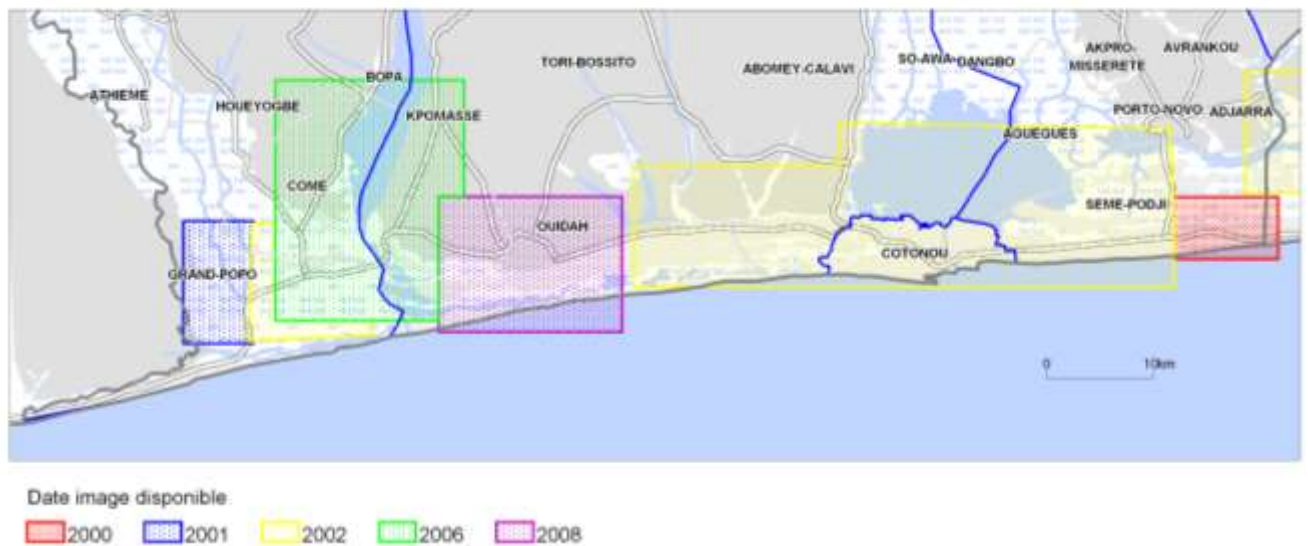 ATHIEME
HOUEYOGBE
BOPA
KPOMASSE
TORI-BOSSITO
ABOMEY-CALAVI
SO-AWA
DANGBO
AKPRO-
MISSERETE
AVRANKOU
PORTO-NOVO
ADJARRA
AGUEGUES
COME
OUIDAH
SEME-PODJI
GRAND-POPO
COTONOU
0 10km
Date image disponible
2000 2001 2002 2006 2008